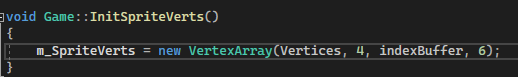 void Game::InitSpriteVerts()
{
m_SpriteVerts = new VertexArray(Vertices, 4, indexBuffer, 6);
}